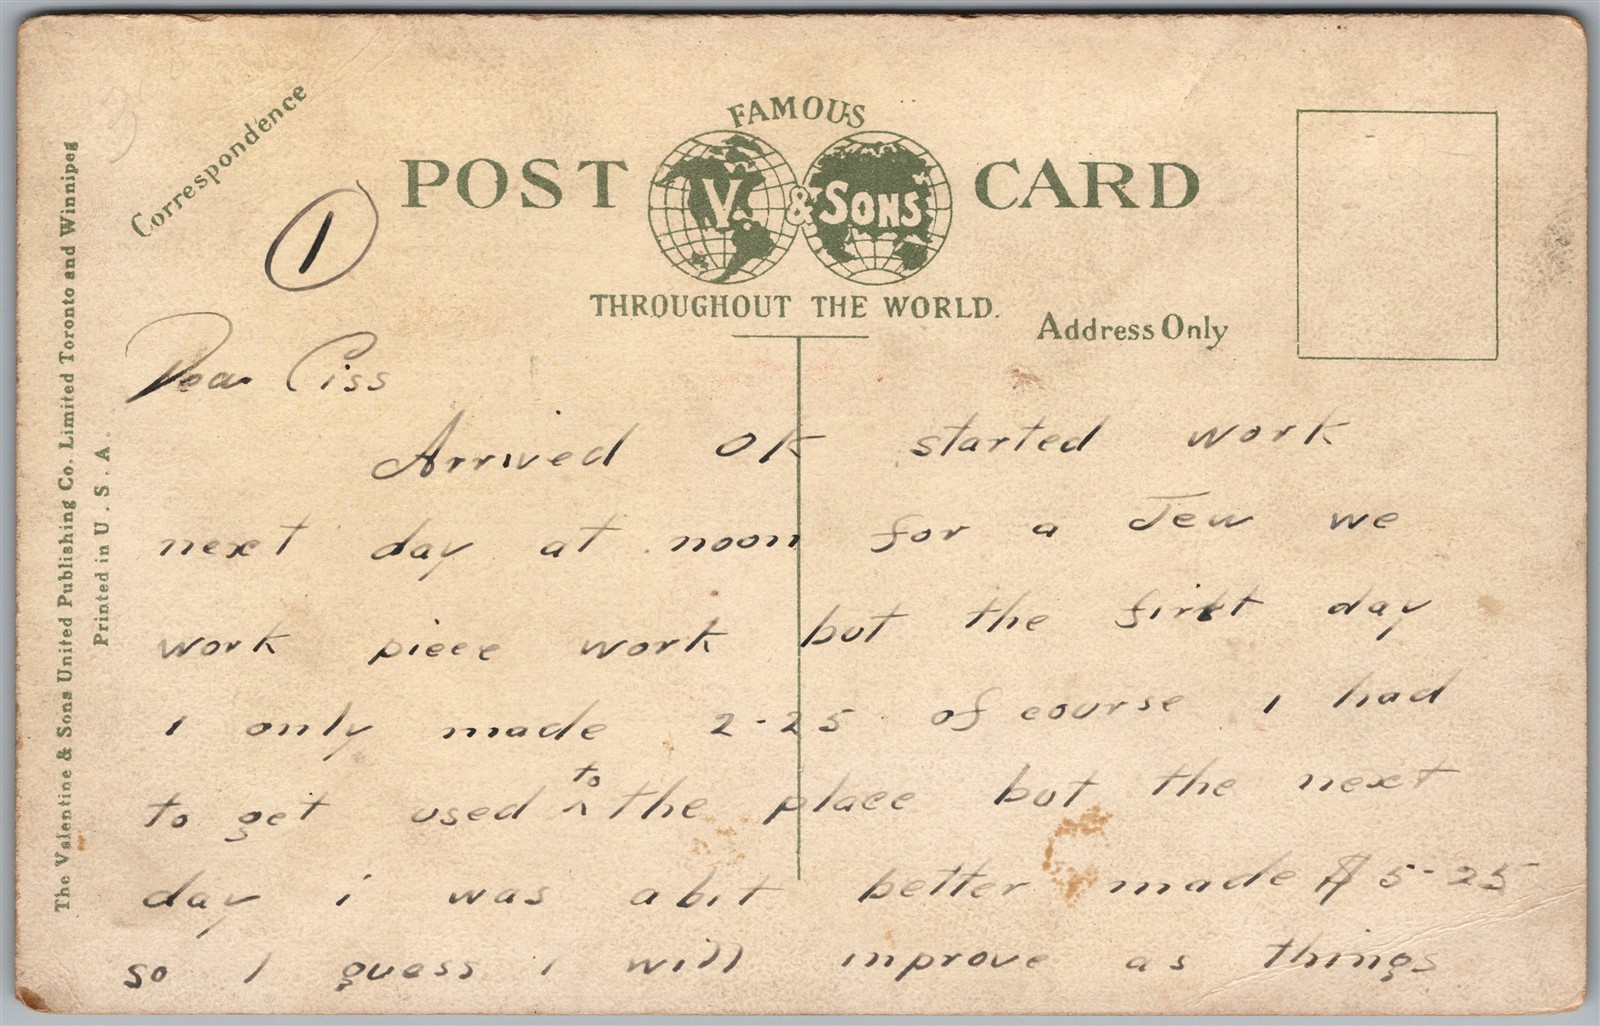 The Valentine & Sons United Publishing Co. Limited Toronto and Winnipeg
Printed in U.S.A.
Correspondence
1
FAMOUS
POST CARD
V. & SONS
THROUGHOUT THE WORLD.
Address Only
Dear Ciss
Arrived OK started work
next day at noon for a Jew we
work piece work but the first day
I only made 2-25 of course I had
to get used to the place but the next
day i was abit better made $5-25
so I guess I will inprove as things